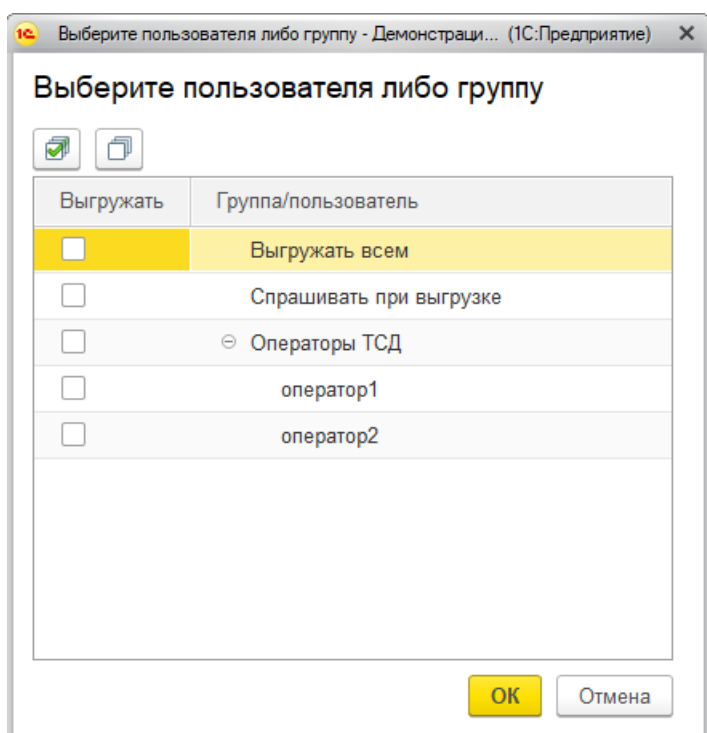 1С Выберите пользователя либо группу - Демонстраци... (1С:Предприятие)
Выберите пользователя либо группу
Выгружать Группа/пользователь
Выгружать всем
Спрашивать при выгрузке
Операторы ТСД
оператор1
оператор2
ОК Отмена